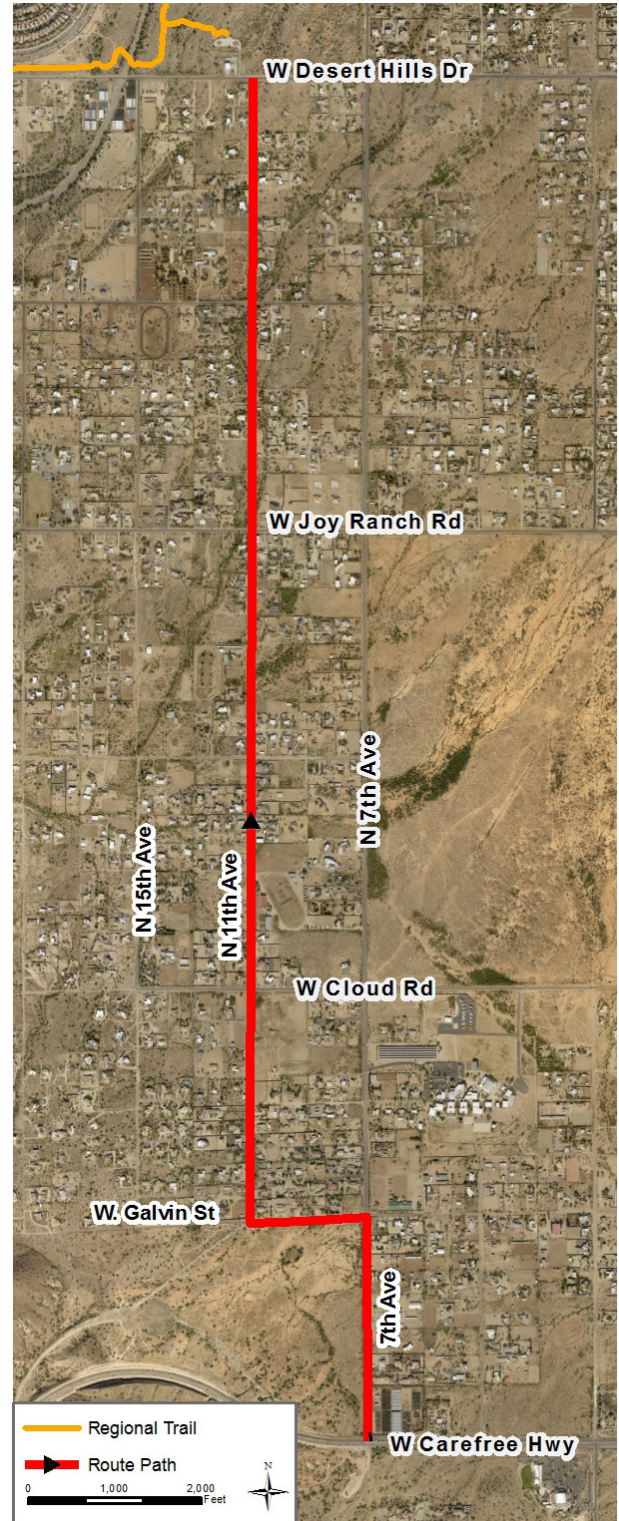 W Desert Hills Dr
W Joy Ranch Rd
N 7th Ave
N 15th Ave
N 11th Ave
W Cloud Rd
W. Galvin St
7th Ave
W Carefree Hwy
Regional Trail
Route Path
N
0 1,000 2,000
Feet